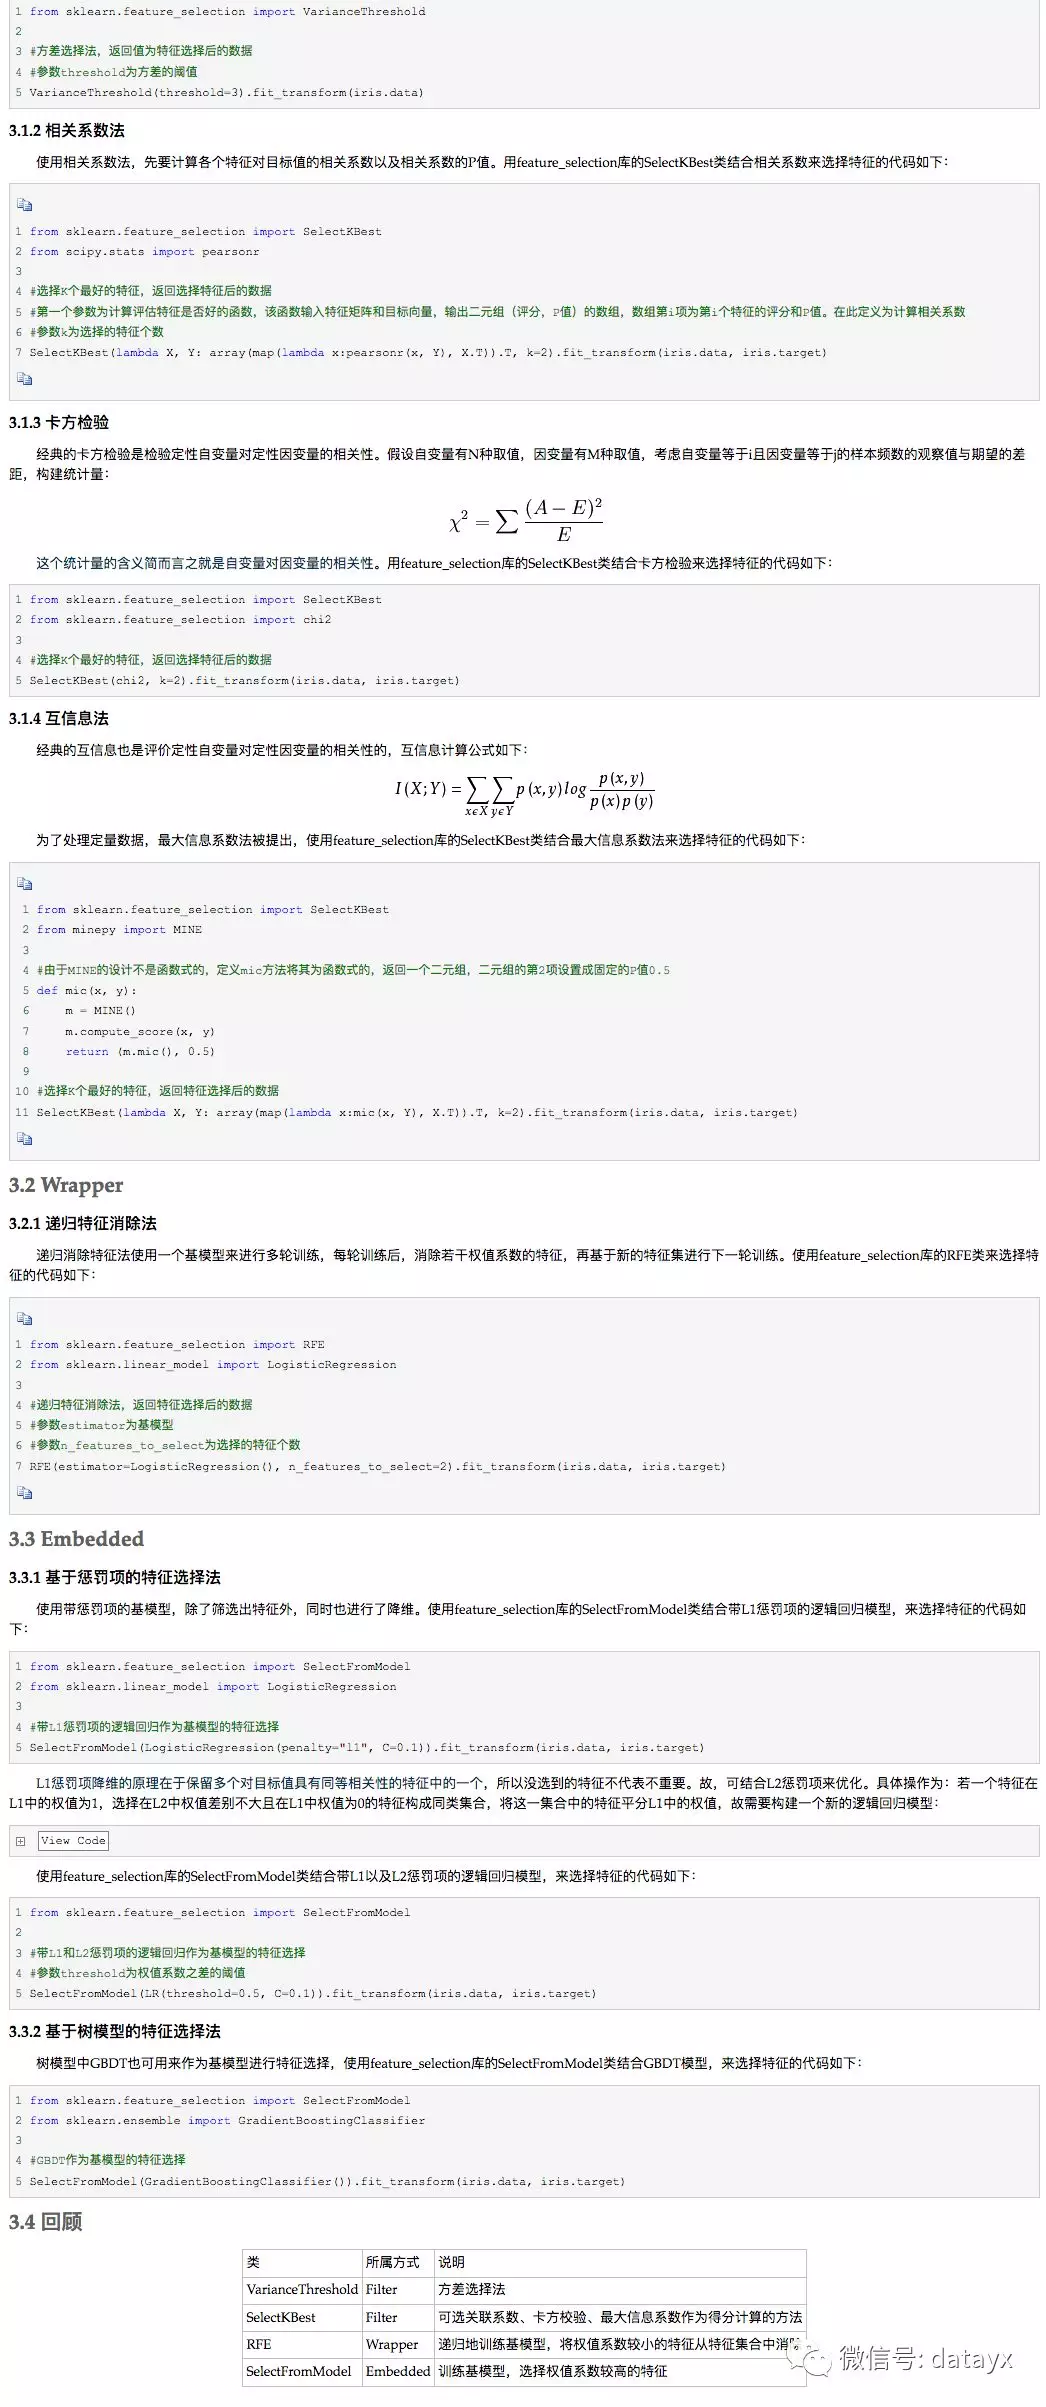 1 from sklearn.feature_selection import VarianceThreshold
2
3 #方差选择法，返回值为特征选择后的数据
4 #参数threshold为方差的阈值
5 VarianceThreshold(threshold=3).fit_transform(iris.data)
3.1.2 相关系数法
使用相关系数法，先要计算各个特征对目标值的相关系数以及相关系数的P值。用feature_selection库的SelectKBest类结合相关系数来选择特征的代码如下：
1 from sklearn.feature_selection import SelectKBest
2 from scipy.stats import pearsonr
3
4 #选择K个最好的特征，返回选择特征后的数据
5 #第一个参数为计算评估特征是否好的函数，该函数输入特征矩阵和目标向量，输出二元组（评分，P值）的数组，数组第i项为第i个特征的评分和P值。在此定义为计算相关系数
6 #参数k为选择的特征个数
7 SelectKBest(lambda X, Y: array(map(lambda x:pearsonr(x, Y), X.T)).T, k=2).fit_transform(iris.data, iris.target)
3.1.3 卡方检验
经典的卡方检验是检验定性自变量对定性因变量的相关性。假设自变量有N种取值，因变量有M种取值，考虑自变量等于i且因变量等于j的样本频数的观察值与期望的差
距，构建统计量：
χ² = ∑ (A − E)² / E
这个统计量的含义简而言之就是自变量对因变量的相关性。用feature_selection库的SelectKBest类结合卡方检验来选择特征的代码如下：
1 from sklearn.feature_selection import SelectKBest
2 from sklearn.feature_selection import chi2
3
4 #选择K个最好的特征，返回选择特征后的数据
5 SelectKBest(chi2, k=2).fit_transform(iris.data, iris.target)
3.1.4 互信息法
经典的互信息也是评价定性自变量对定性因变量的相关性的，互信息计算公式如下：
I(X;Y) = ∑x∈X ∑y∈Y p(x,y)log p(x,y) / p(x)p(y)
为了处理定量数据，最大信息系数法被提出，使用feature_selection库的SelectKBest类结合最大信息系数法来选择特征的代码如下：
1 from sklearn.feature_selection import SelectKBest
2 from minepy import MINE
3
4 #由于MINE的设计不是函数式的，定义mic方法将其为函数式的，返回一个二元组，二元组的第2项设置成固定的P值0.5
5 def mic(x, y):
6     m = MINE()
7     m.compute_score(x, y)
8     return (m.mic(), 0.5)
9
10 #选择K个最好的特征，返回特征选择后的数据
11 SelectKBest(lambda X, Y: array(map(lambda x:mic(x, Y), X.T)).T, k=2).fit_transform(iris.data, iris.target)
3.2 Wrapper
3.2.1 递归特征消除法
递归消除特征法使用一个基模型来进行多轮训练，每轮训练后，消除若干权值系数的特征，再基于新的特征集进行下一轮训练。使用feature_selection库的RFE类来选择特
征的代码如下：
1 from sklearn.feature_selection import RFE
2 from sklearn.linear_model import LogisticRegression
3
4 #递归特征消除法，返回特征选择后的数据
5 #参数estimator为基模型
6 #参数n_features_to_select为选择的特征个数
7 RFE(estimator=LogisticRegression(), n_features_to_select=2).fit_transform(iris.data, iris.target)
3.3 Embedded
3.3.1 基于惩罚项的特征选择法
使用带惩罚项的基模型，除了筛选出特征外，同时也进行了降维。使用feature_selection库的SelectFromModel类结合带L1惩罚项的逻辑回归模型，来选择特征的代码如
下：
1 from sklearn.feature_selection import SelectFromModel
2 from sklearn.linear_model import LogisticRegression
3
4 #带L1惩罚项的逻辑回归作为基模型的特征选择
5 SelectFromModel(LogisticRegression(penalty="l1", C=0.1)).fit_transform(iris.data, iris.target)
L1惩罚项降维的原理在于保留多个对目标值具有同等相关性的特征中的一个，所以没选到的特征不代表不重要。故，可结合L2惩罚项来优化。具体操作为：若一个特征在
L1中的权值为1，选择在L2中权值差别不大且在L1中权值为0的特征构成同类集合，将这一集合中的特征平分L1中的权值，故需要构建一个新的逻辑回归模型：
View Code
使用feature_selection库的SelectFromModel类结合带L1以及L2惩罚项的逻辑回归模型，来选择特征的代码如下：
1 from sklearn.feature_selection import SelectFromModel
2
3 #带L1和L2惩罚项的逻辑回归作为基模型的特征选择
4 #参数threshold为权值系数之差的阈值
5 SelectFromModel(LR(threshold=0.5, C=0.1)).fit_transform(iris.data, iris.target)
3.3.2 基于树模型的特征选择法
树模型中GBDT也可用来作为基模型进行特征选择，使用feature_selection库的SelectFromModel类结合GBDT模型，来选择特征的代码如下：
1 from sklearn.feature_selection import SelectFromModel
2 from sklearn.ensemble import GradientBoostingClassifier
3
4 #GBDT作为基模型的特征选择
5 SelectFromModel(GradientBoostingClassifier()).fit_transform(iris.data, iris.target)
3.4 回顾
类 所属方式 说明
VarianceThreshold Filter 方差选择法
SelectKBest Filter 可选关联系数、卡方校验、最大信息系数作为得分计算的方法
RFE Wrapper 递归地训练基模型，将权值系数较小的特征从特征集合中消除
SelectFromModel Embedded 训练基模型，选择权值系数较高的特征
微信号: datayx